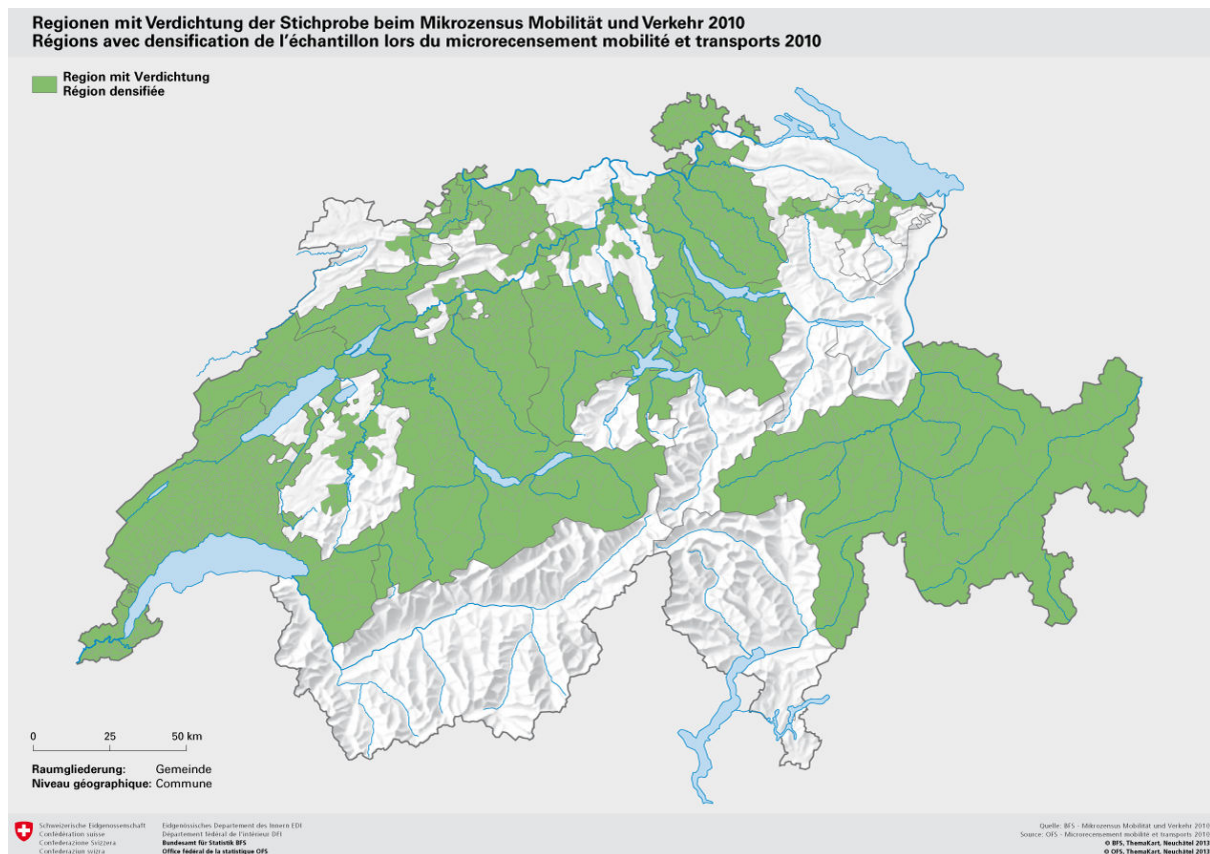 Regionen mit Verdichtung der Stichprobe beim Mikrozensus Mobilität und Verkehr 2010
Régions avec densification de l'échantillon lors du microrecensement mobilité et transports 2010
Region mit Verdichtung
Région densifiée
0 25 50 km
Raumgliederung: Gemeinde
Niveau géographique: Commune
Schweizerische Eidgenossenschaft
Confédération suisse
Confederazione Svizzera
Confederaziun svizra
Eidgenössisches Departement des Innern EDI
Département fédéral de l'intérieur DFI
Bundesamt für Statistik BFS
Office fédéral de la statistique OFS
Quelle: BFS - Mikrozensus Mobilität und Verkehr 2010
Source: OFS - Microrecensement mobilité et transports 2010
© BFS, ThemaKart, Neuchâtel 2013
© OFS, ThemaKart, Neuchâtel 2013